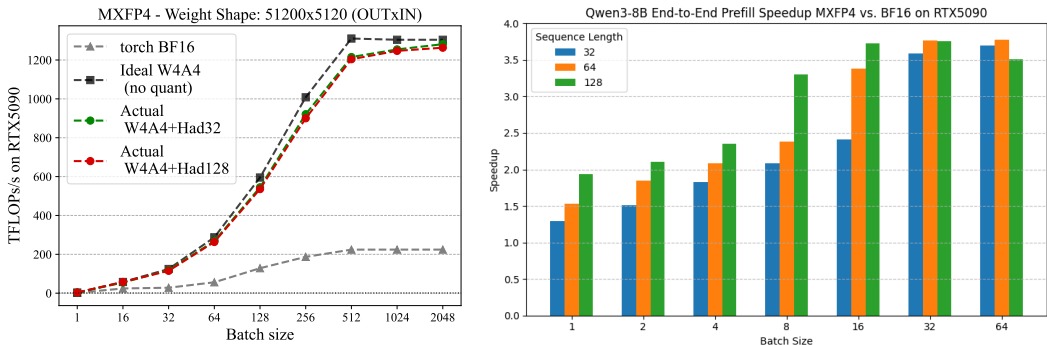 MXFP4 - Weight Shape: 51200x5120 (OUTxIN)
TFLOPs/s on RTX5090
1200
1000
800
600
400
200
0
torch BF16
Ideal W4A4
(no quant)
Actual
W4A4+Had32
Actual
W4A4+Had128
1 16 32 64 128 256 512 1024 2048
Batch size
Qwen3-8B End-to-End Prefill Speedup MXFP4 vs. BF16 on RTX5090
Speedup
4.0
3.5
3.0
2.5
2.0
1.5
1.0
0.5
0.0
Sequence Length
32
64
128
1 2 4 8 16 32 64
Batch Size